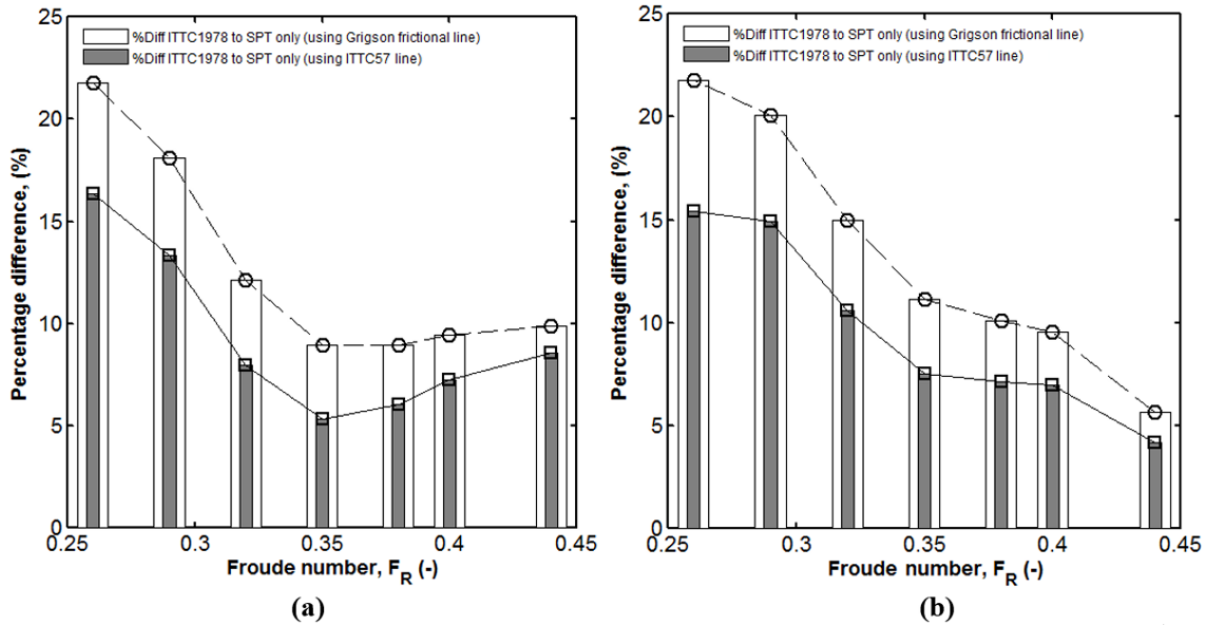 25
20
15
10
5
0
Percentage difference, (%)
%Diff ITTC1978 to SPT only (using Grigson frictional line)
%Diff ITTC1978 to SPT only (using ITTC57 line)
0.25 0.3 0.35 0.4 0.45
Froude number, F_R (-)
(a)
25
20
15
10
5
0
Percentage difference, (%)
%Diff ITTC1978 to SPT only (using Grigson frictional line)
%Diff ITTC1978 to SPT only (using ITTC57 line)
0.25 0.3 0.35 0.4 0.45
Froude number, F_R (-)
(b)